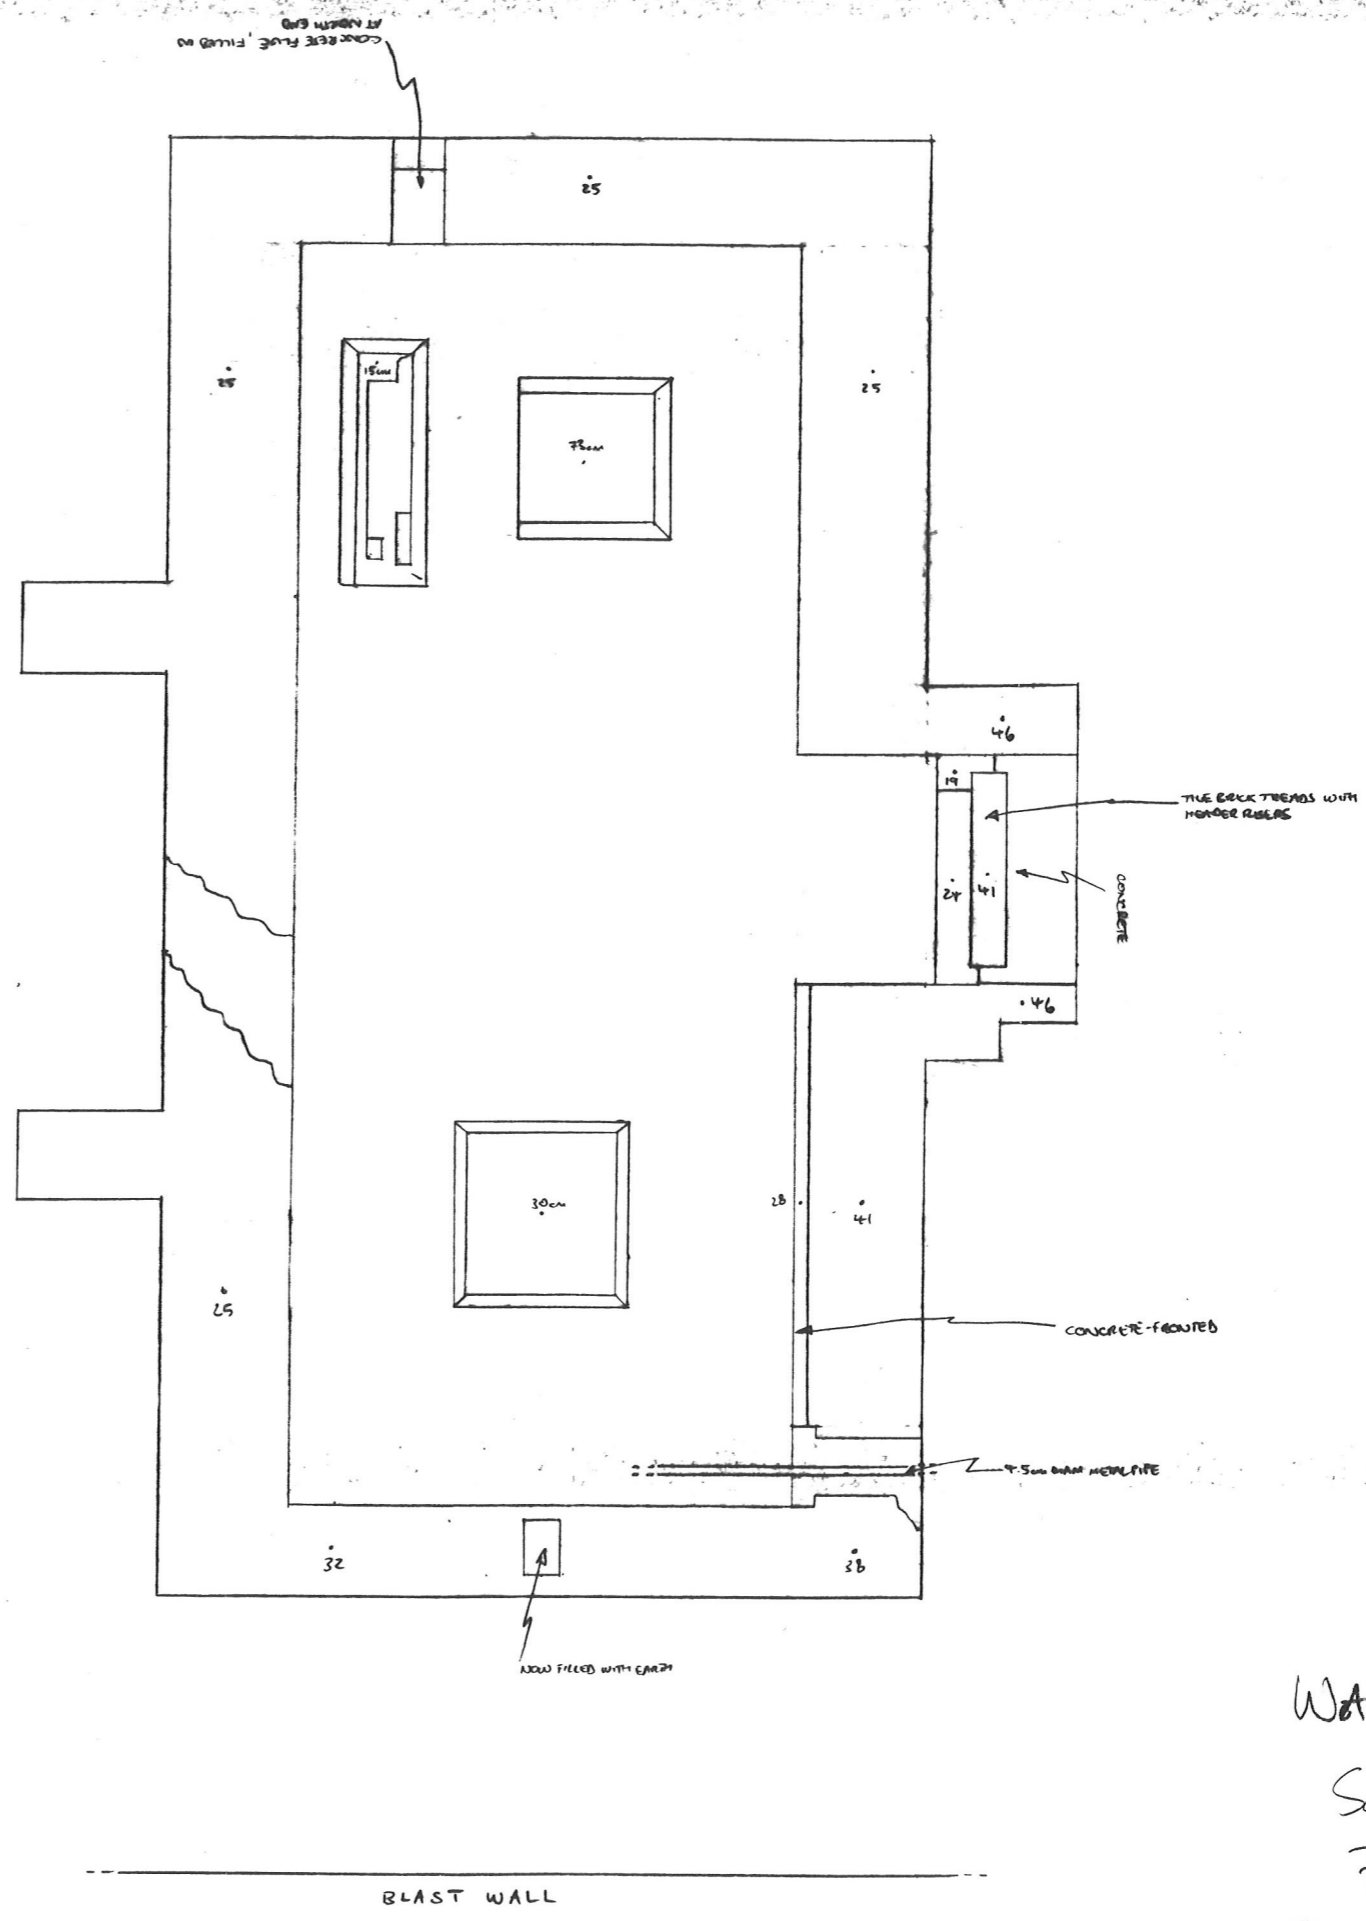 CONCRETE FLUE, FILLED IN
AT NORTH END
25
25
25
15cm
73cm
46
19
TILE BRICK TREADS WITH
HEADER RISERS
24
41
CONCRETE
46
30cm
28
41
25
CONCRETE-FRONTED
DIAM METAL PIPE
32
38
NOW FILLED WITH EARTH
WA
BLAST WALL